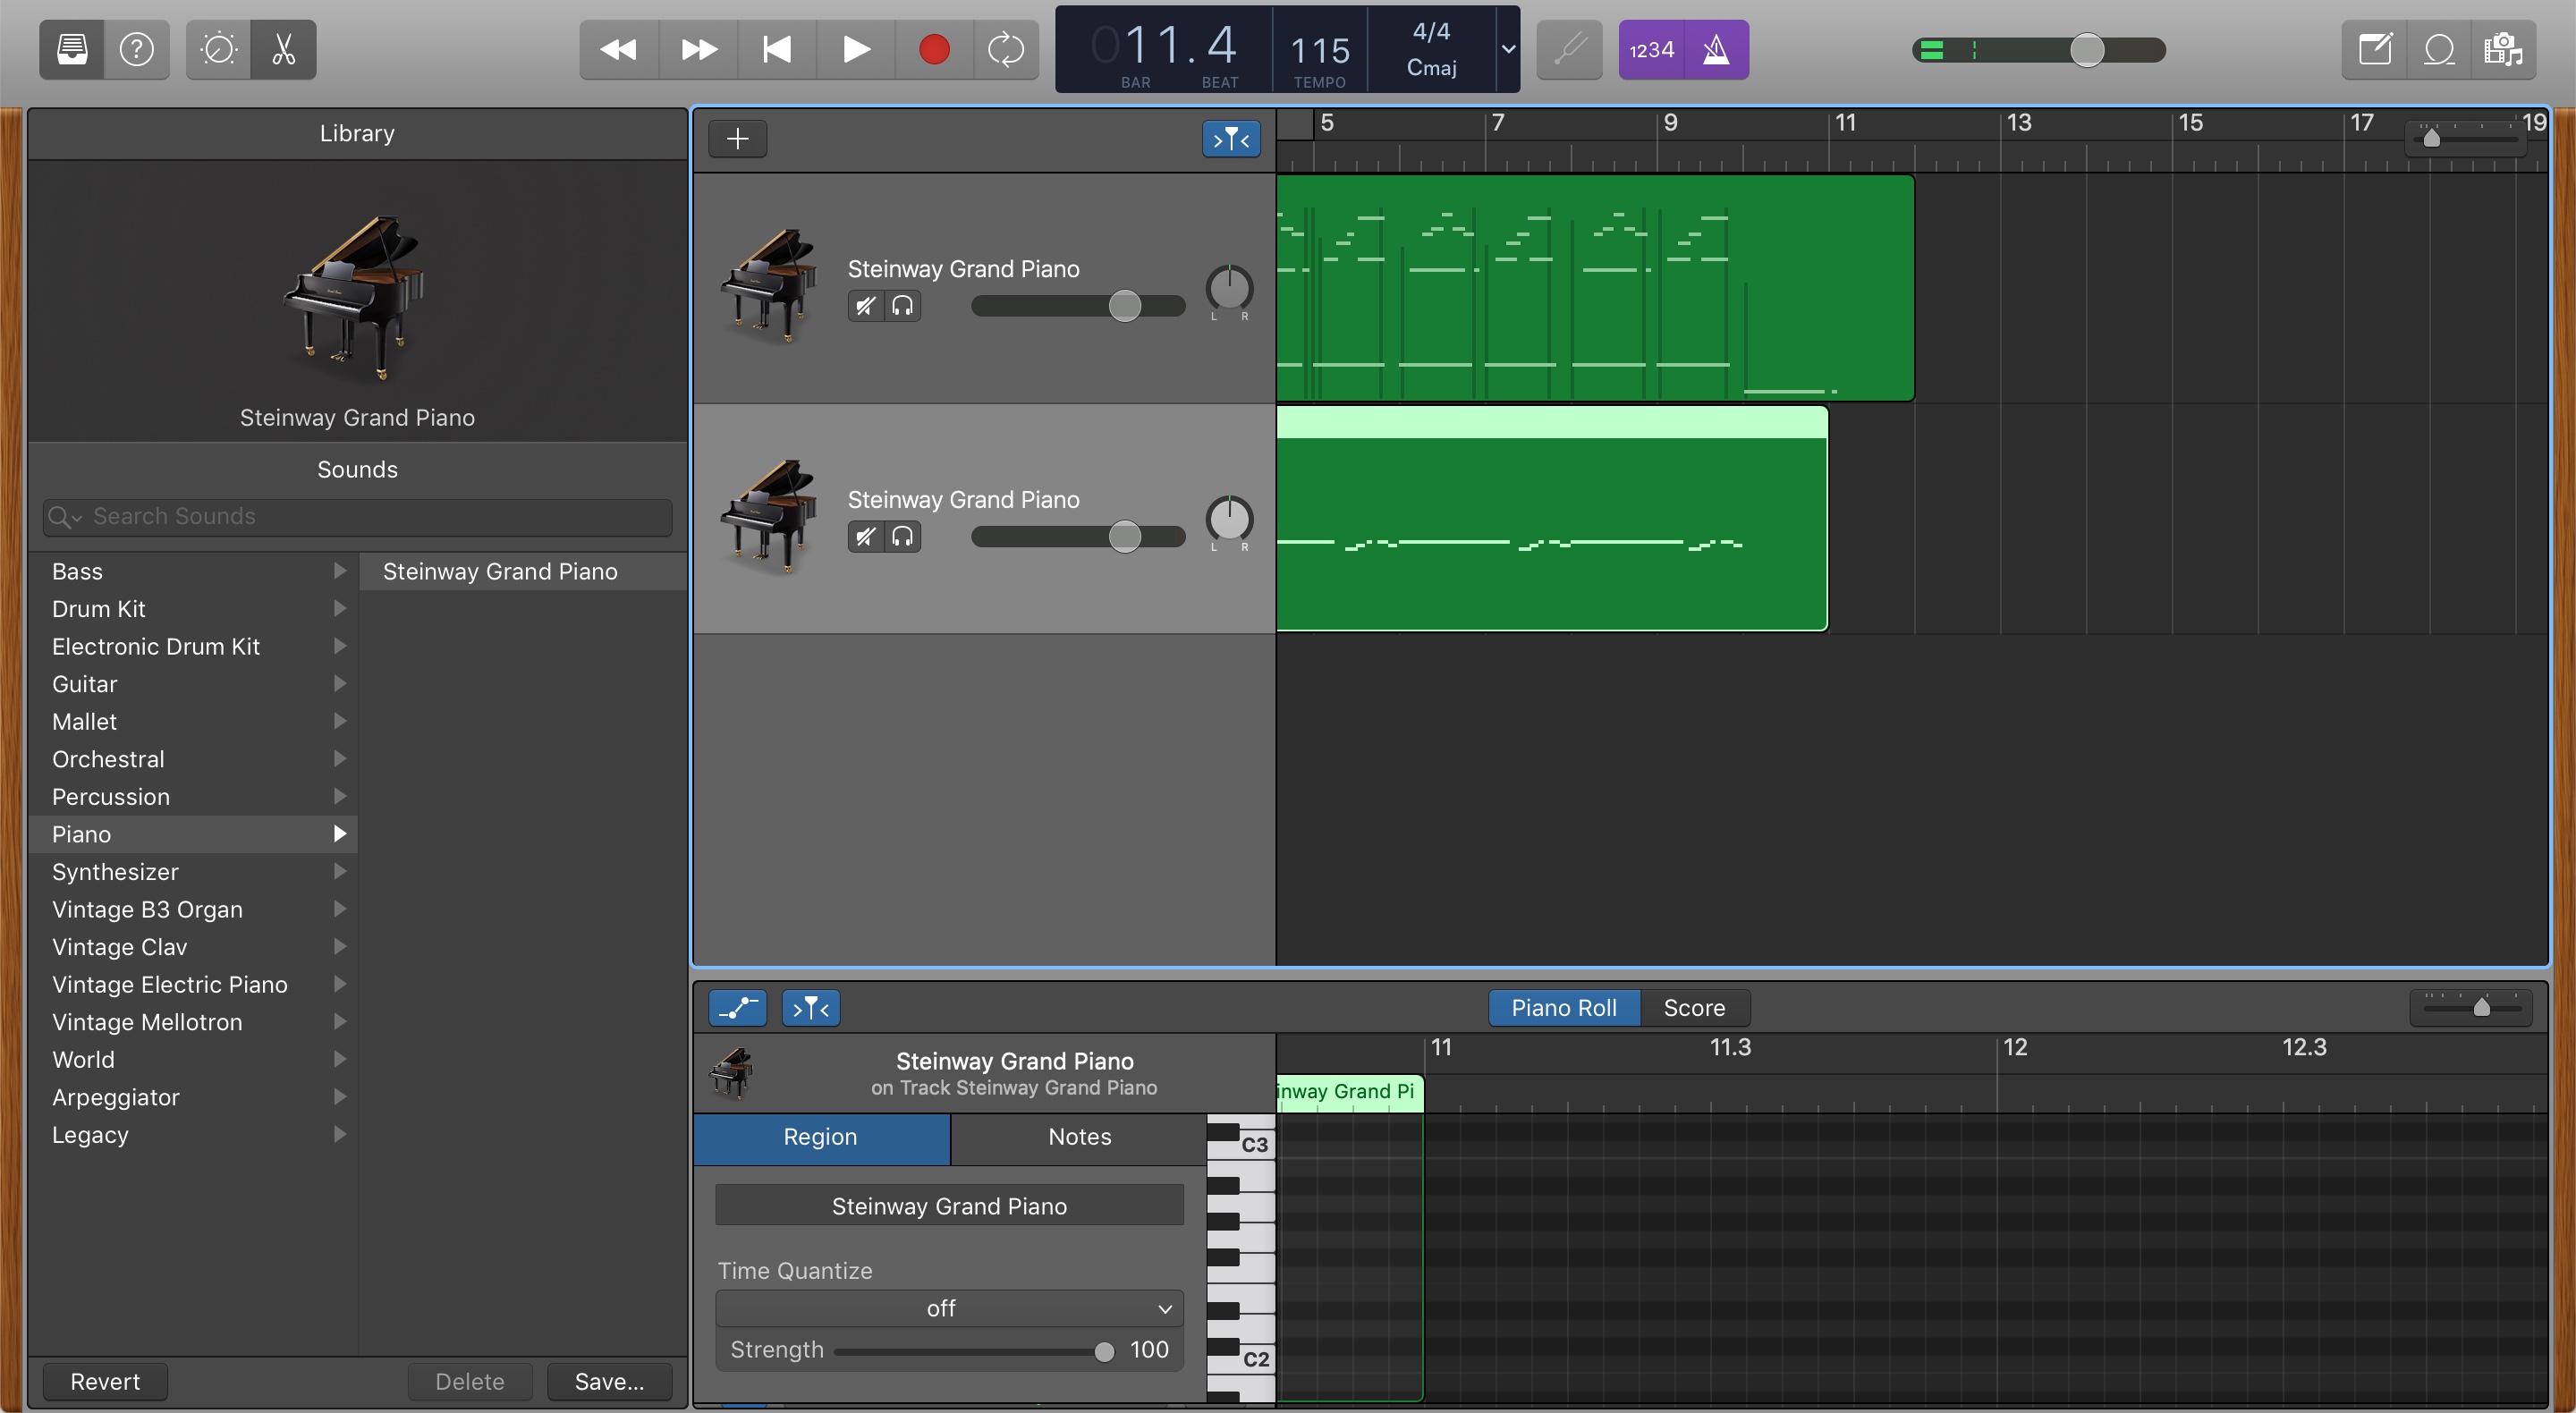 011.4
BAR BEAT
115
TEMPO
4/4
Cmaj
1234
Library
Steinway Grand Piano
Sounds
Search Sounds
Bass
Drum Kit
Electronic Drum Kit
Guitar
Mallet
Orchestral
Percussion
Piano
Synthesizer
Vintage B3 Organ
Vintage Clav
Vintage Electric Piano
Vintage Mellotron
World
Arpeggiator
Legacy
Steinway Grand Piano
Revert
Delete
Save...
5 7 9 11 13 15 17 19
Steinway Grand Piano
L R
Steinway Grand Piano
L R
Piano Roll
Score
Steinway Grand Piano
on Track Steinway Grand Piano
11 11.3 12 12.3
inway Grand Pi
Region
Notes
C3
Steinway Grand Piano
Time Quantize
off
Strength 100
C2